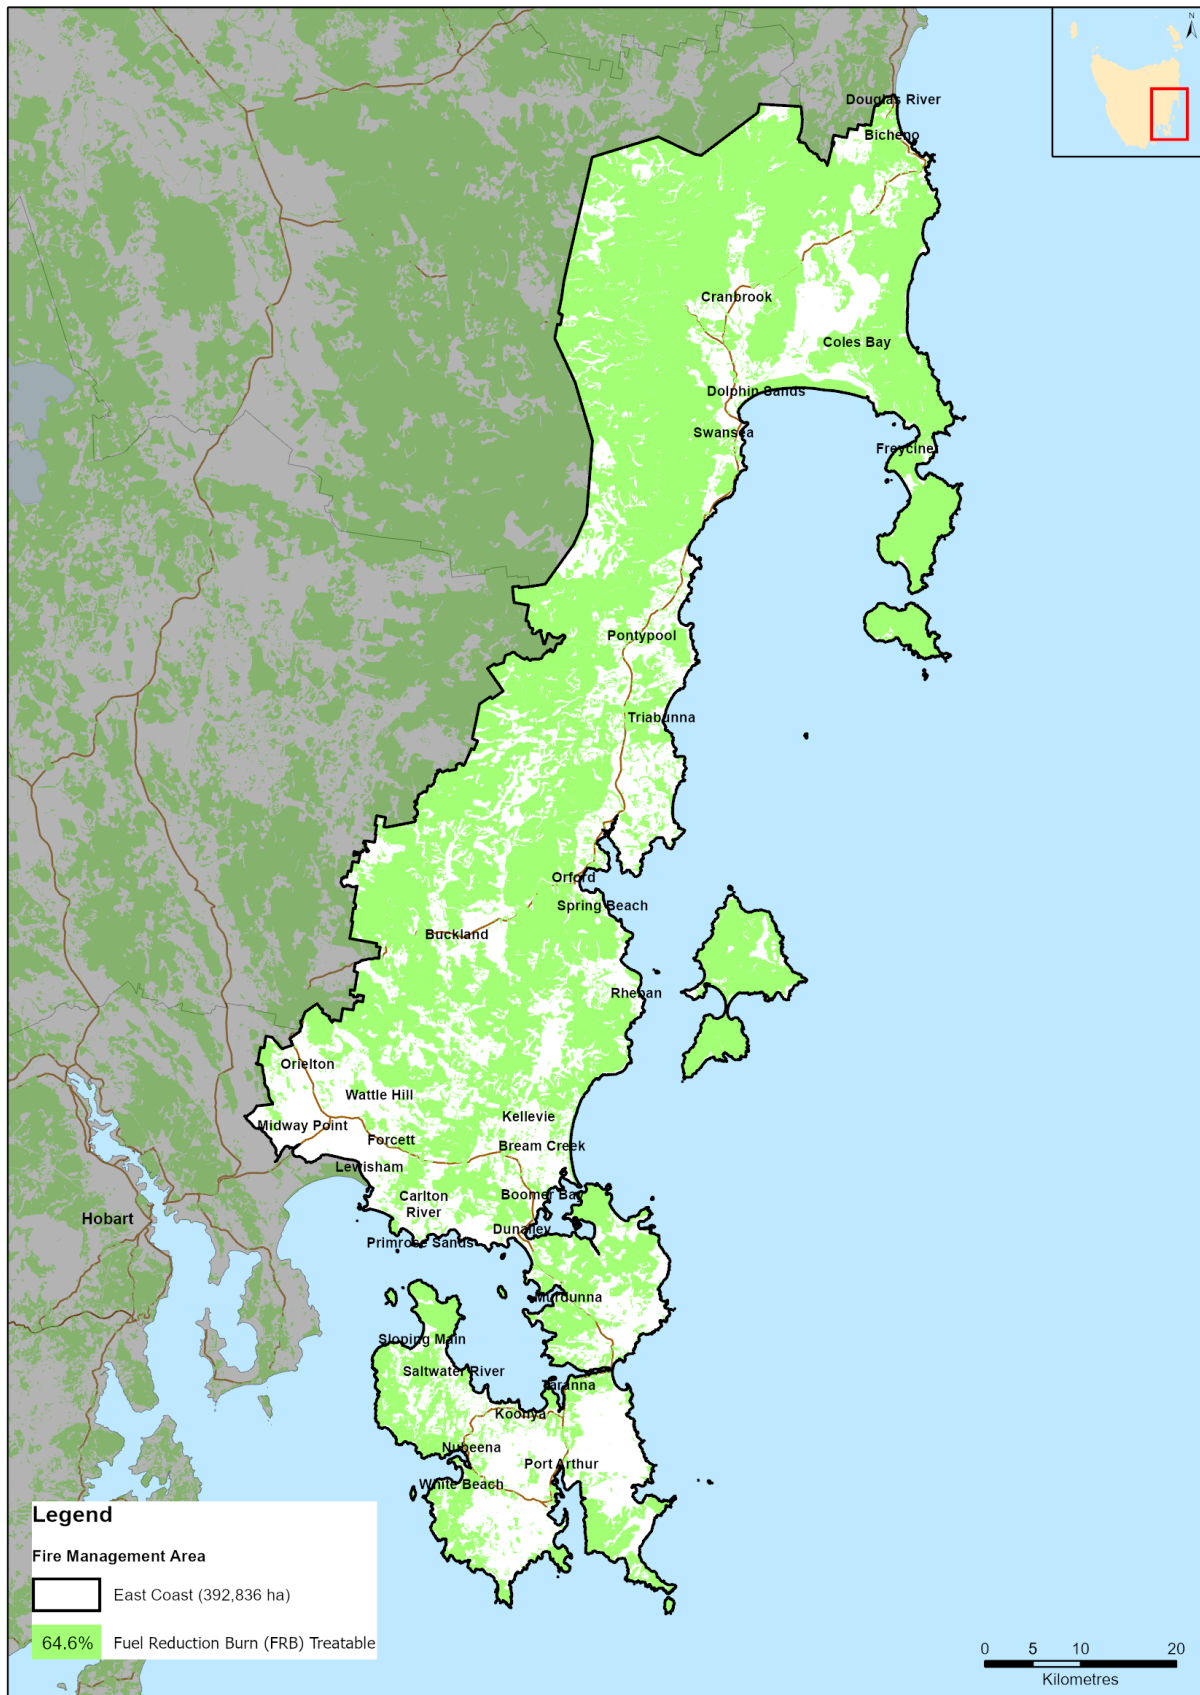 N
Douglas River
Bicheno
Cranbrook
Coles Bay
Dolphin Sands
Swansea
Freycinet
Pontypool
Triabunna
Orford
Spring Beach
Buckland
Rheban
Orielton
Wattle Hill
Kellevie
Midway Point
Forcett
Bream Creek
Lewisham
Carlton
River
Boomer Bay
Hobart
Dunalley
Primrose Sands
Murdunna
Sloping Main
Saltwater River
Taranna
Koonya
Nubeena
Port Arthur
White Beach
Legend
Fire Management Area
East Coast (392,836 ha)
64.6% Fuel Reduction Burn (FRB) Treatable
0 5 10 20
Kilometres